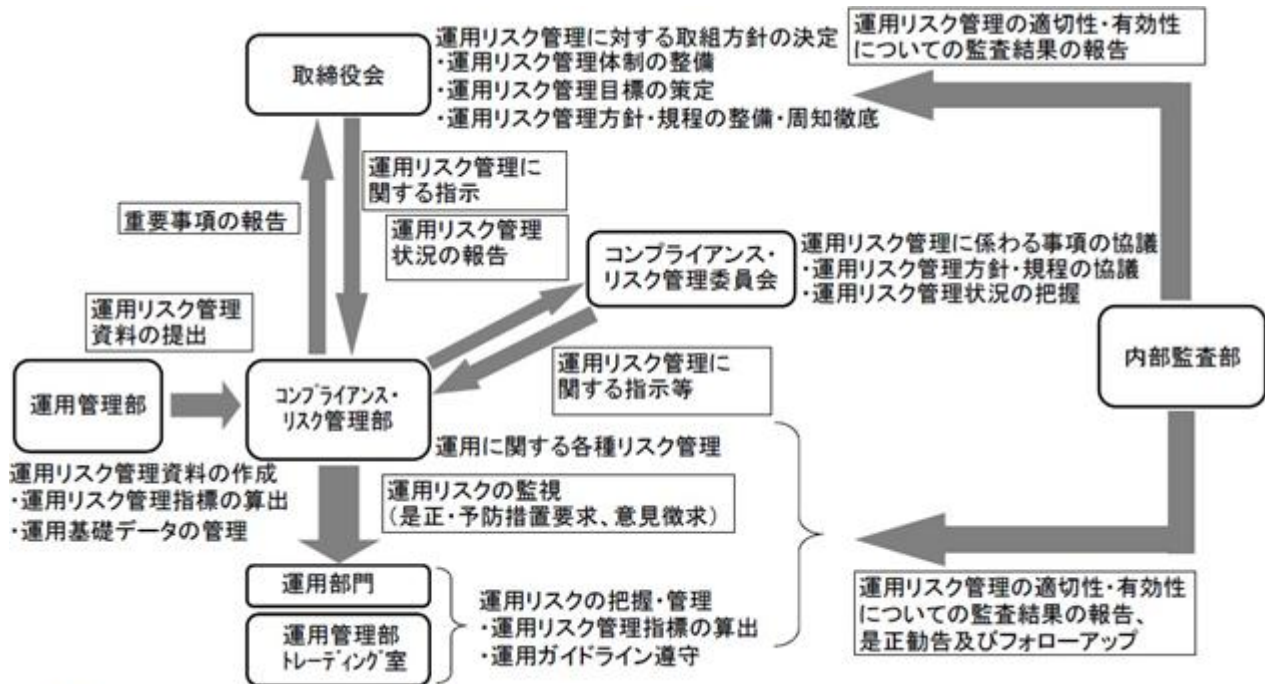 取締役会
運用リスク管理に対する取組方針の決定
・運用リスク管理体制の整備
・運用リスク管理目標の策定
・運用リスク管理方針・規程の整備・周知徹底
運用リスク管理の適切性・有効性
についての監査結果の報告
重要事項の報告
運用リスク管理に
関する指示
運用リスク管理
状況の報告
コンプライアンス・
リスク管理委員会
運用リスク管理に係わる事項の協議
・運用リスク管理方針・規程の協議
・運用リスク管理状況の把握
運用リスク管理
資料の提出
内部監査部
運用管理部
コンプライアンス・
リスク管理部
運用リスク管理に
関する指示等
運用に関する各種リスク管理
運用リスク管理資料の作成
・運用リスク管理指標の算出
・運用基礎データの管理
運用リスクの監視
(是正・予防措置要求、意見徴求)
運用部門
運用管理部
トレーディング室
運用リスクの把握・管理
・運用リスク管理指標の算出
・運用ガイドライン遵守
運用リスク管理の適切性・有効性
についての監査結果の報告、
是正勧告及びフォローアップ